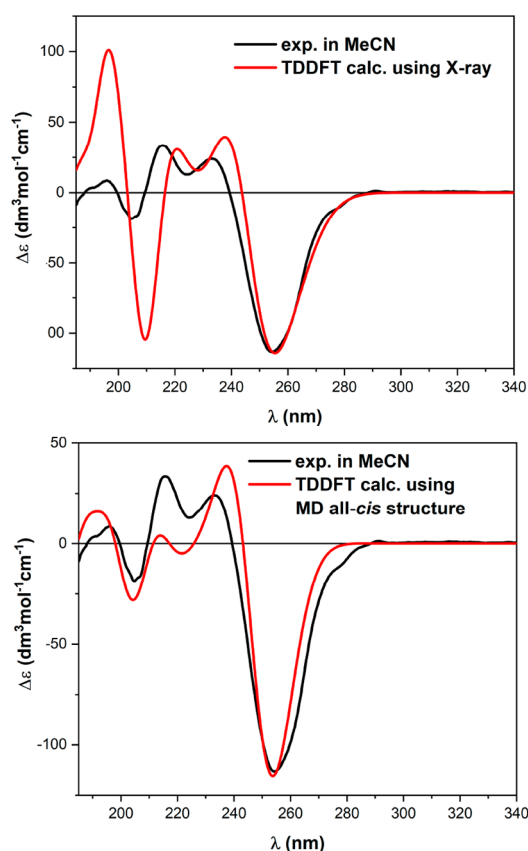 exp. in MeCN
TDDFT calc. using X-ray
100
50
0
50
00
Δε (dm³mol⁻¹cm⁻¹)
200 220 240 260 280 300 320 340
λ (nm)
exp. in MeCN
TDDFT calc. using
MD all-cis structure
50
0
-50
-100
Δε (dm³mol⁻¹cm⁻¹)
200 220 240 260 280 300 320 340
λ (nm)